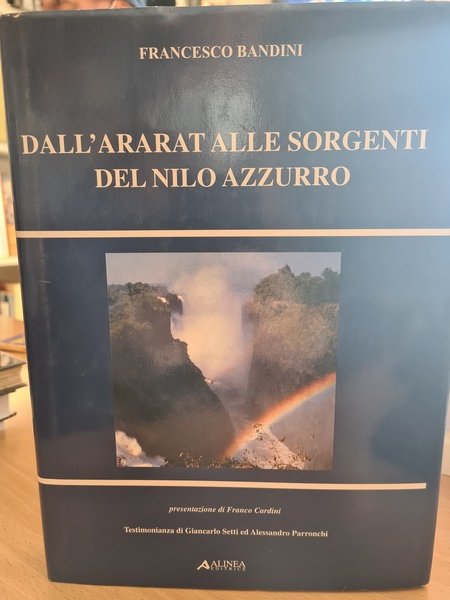 FRANCESCO BANDINI
DALL'ARARAT ALLE SORGENTI
DEL NILO AZZURRO
presentazione di Franco Cardini
Testimonianza di Giancarlo Setti ed Alessandro Parronchi
ALINEA
EDITRICE